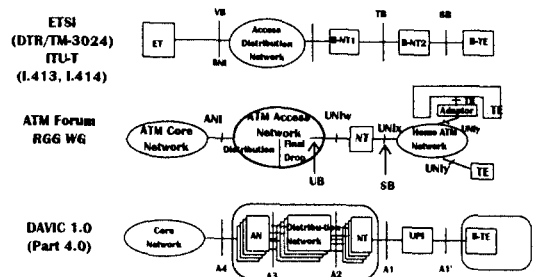 ETSI
(DTR/TM-3024)
ITU-T
(I.413, I.414)
ET
VB
BNI
Access
Distribution
Network
B-NT1
TB
B-NT2
SB
B-TE
ATM Forum
RGG WG
ATM Core
Network
ANI
ATM Access
Network
Distribution
Final
Drop
UNIw
UB
NT
UNIx
SB
Home ATM
Network
TE
Adaptor
TE
UNIy
UNIy
TE
DAVIC 1.0
(Part 4.0)
Core
Network
A4
AN
A3
Distribution
Network
A2
NT
A1
UPI
A1'
B-TE